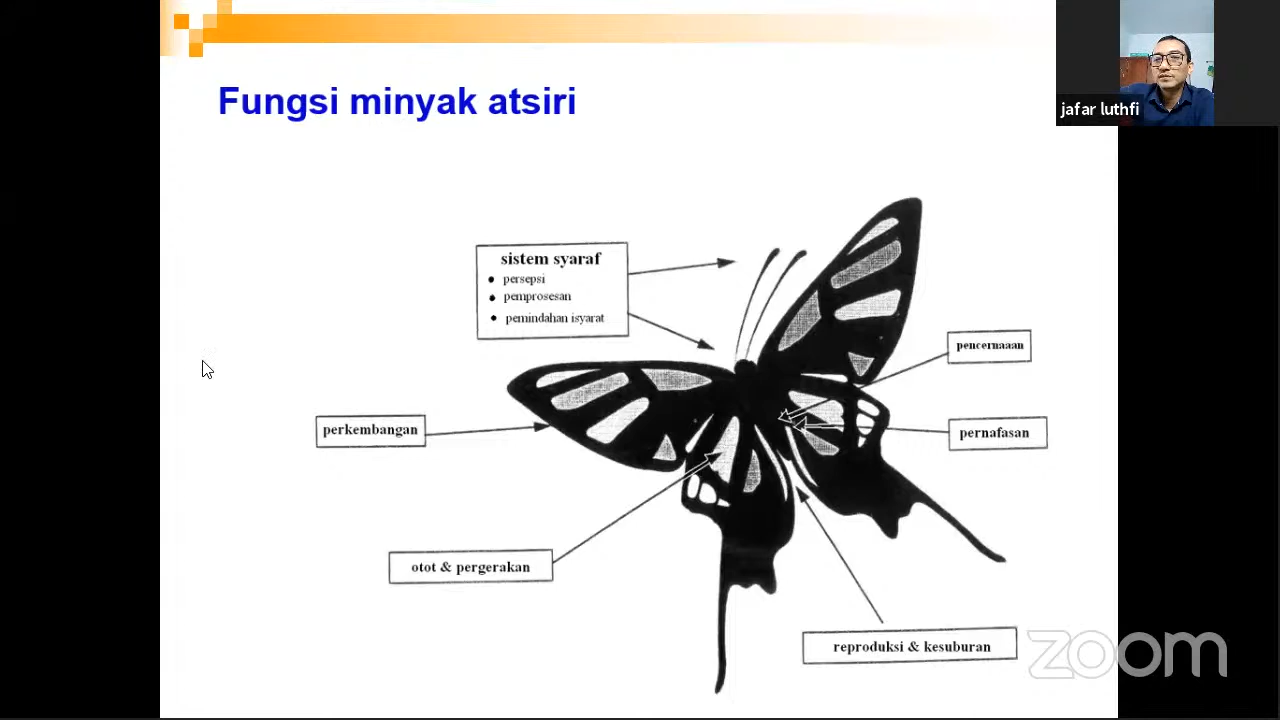 Fungsi minyak atsiri
jafar luthfi
sistem syaraf
• persepsi
• pemprosesan
• pemindahan isyarat
pencernaaan
perkembangan
pernafasan
otot & pergerakan
reproduksi & kesuburan
zoom